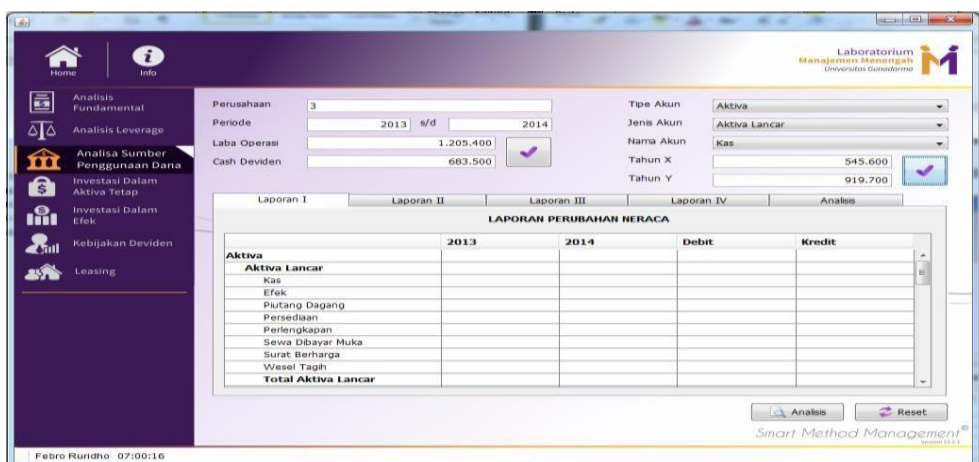 Home
Info
Laboratorium
Manajemen Menengah
Universitas Gunadarma
Analisis
Fundamental
Analisis Leverage
Analisa Sumber
Penggunaan Dana
Investasi Dalam
Aktiva Tetap
Investasi Dalam
Efek
Kebijakan Deviden
Leasing
Perusahaan 3
Periode 2013 s/d 2014
Laba Operasi 1.205.400
Cash Deviden 683.500
Tipe Akun Aktiva
Jenis Akun Aktiva Lancar
Nama Akun Kas
Tahun X 545.600
Tahun Y 919.700
Laporan I Laporan II Laporan III Laporan IV Analisis
LAPORAN PERUBAHAN NERACA
2013 2014 Debit Kredit
Aktiva
Aktiva Lancar
Kas
Efek
Piutang Dagang
Persediaan
Perlengkapan
Sewa Dibayar Muka
Surat Berharga
Wesel Tagih
Total Aktiva Lancar
Analisis Reset
Smart Method Management©
Febro Ruridho 07:00:16